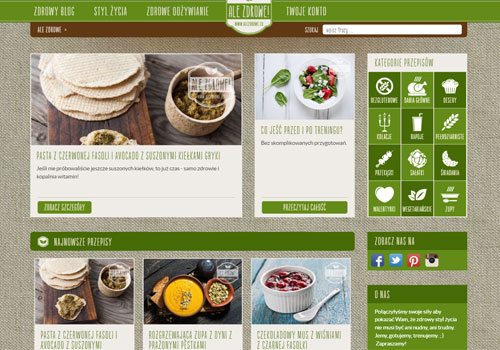 ZDROWY BLOG
STYL ŻYCIA
ZDROWE ODŻYWIANIE
ALE ZDROWE!
WWW.ALEZDROWE.TV
TWOJE KONTO
ALE ZDROWE
SZUKAJ
wpisz frazę
ALE ZDROWE!
PASTA Z CZERWONEJ FASOLI I AVOCADO Z SUSZONYMI KIEŁKAMI GRYKI
Jeśli nie próbowaliście jeszcze suszonych kiełków, to już czas - samo zdrowie i
kopalnia witamin!
ZOBACZ SZCZEGÓŁY
CO JEŚĆ PRZED I PO TRENINGU?
Bez skomplikowanych przygotowań.
PRZECZYTAJ CAŁOŚĆ
KATEGORIE PRZEPISÓW
BEZGLUTENOWE
DANIA GŁÓWNE
DESERY
KOLACJE
NAPOJE
PEŁNOZIARNISTE
PRZEKĄSKI
SAŁATKI
ŚNIADANIA
WALENTYNKI
WEGETARIAŃSKIE
ZUPY
NAJNOWSZE PRZEPISY
PASTA Z CZERWONEJ FASOLI I
AVOCADO Z SUSZONYMI
ROZGRZEWAJĄCA ZUPA Z DYNI Z
PRAŻONYMI PESTKAMI
CZEKOLADOWY MUS Z WIŚNIAMI
Z CZARNEJ FASOLKI
ZOBACZ NAS NA
O NAS
Połączyłyśmy swoje siły aby
pokazać Wam, że zdrowy styl życia
nie musi być ani nudny, ani trudny.
Jemy, gotujemy, trenujemy. ; )
Zapraszamy!